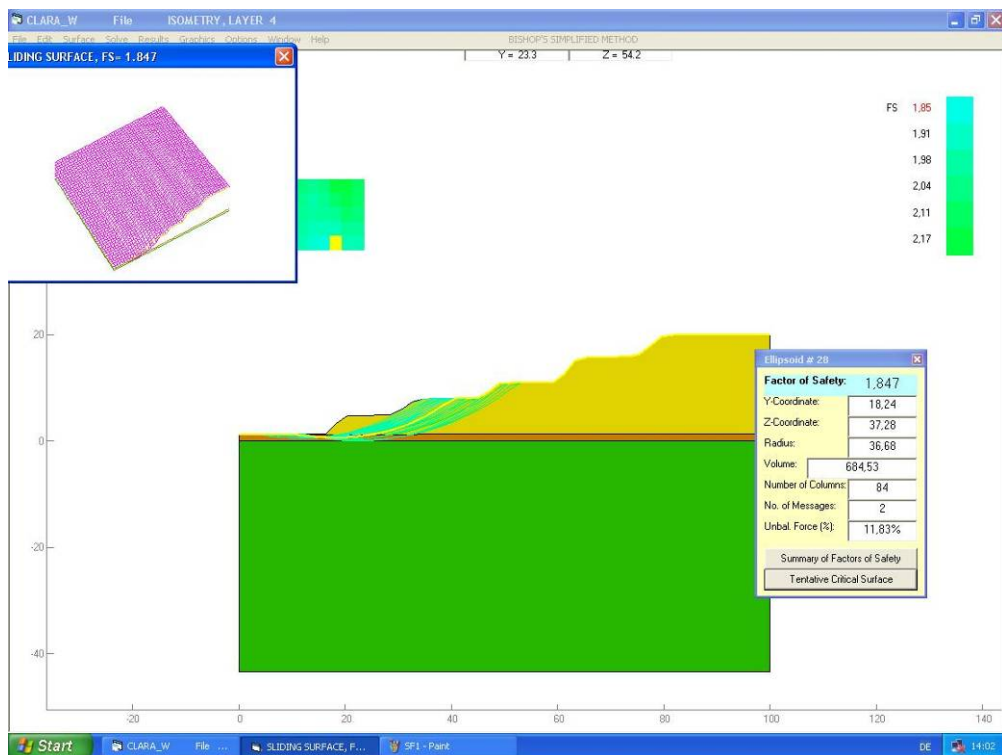 CLARA_W File ISOMETRY, LAYER 4
File Edit Surface Solve Results Graphics Options Window Help BISHOP'S SIMPLIFIED METHOD
LIDING SURFACE, FS= 1.847
Y = 23.3 Z = 54.2
FS 1,85
1,91
1,98
2,04
2,11
2,17
20
0
-20
-40
Ellipsoid # 28
Factor of Safety: 1,847
Y-Coordinate: 18,24
Z-Coordinate: 37,28
Radius: 36,68
Volume: 684,53
Number of Columns: 84
No. of Messages: 2
Unbal. Force (%): 11,83%
Summary of Factors of Safety
Tentative Critical Surface
-20 0 20 40 60 80 100 120 140
Start CLARA_W File ... SLIDING SURFACE, F... SF1 - Paint DE 14:02